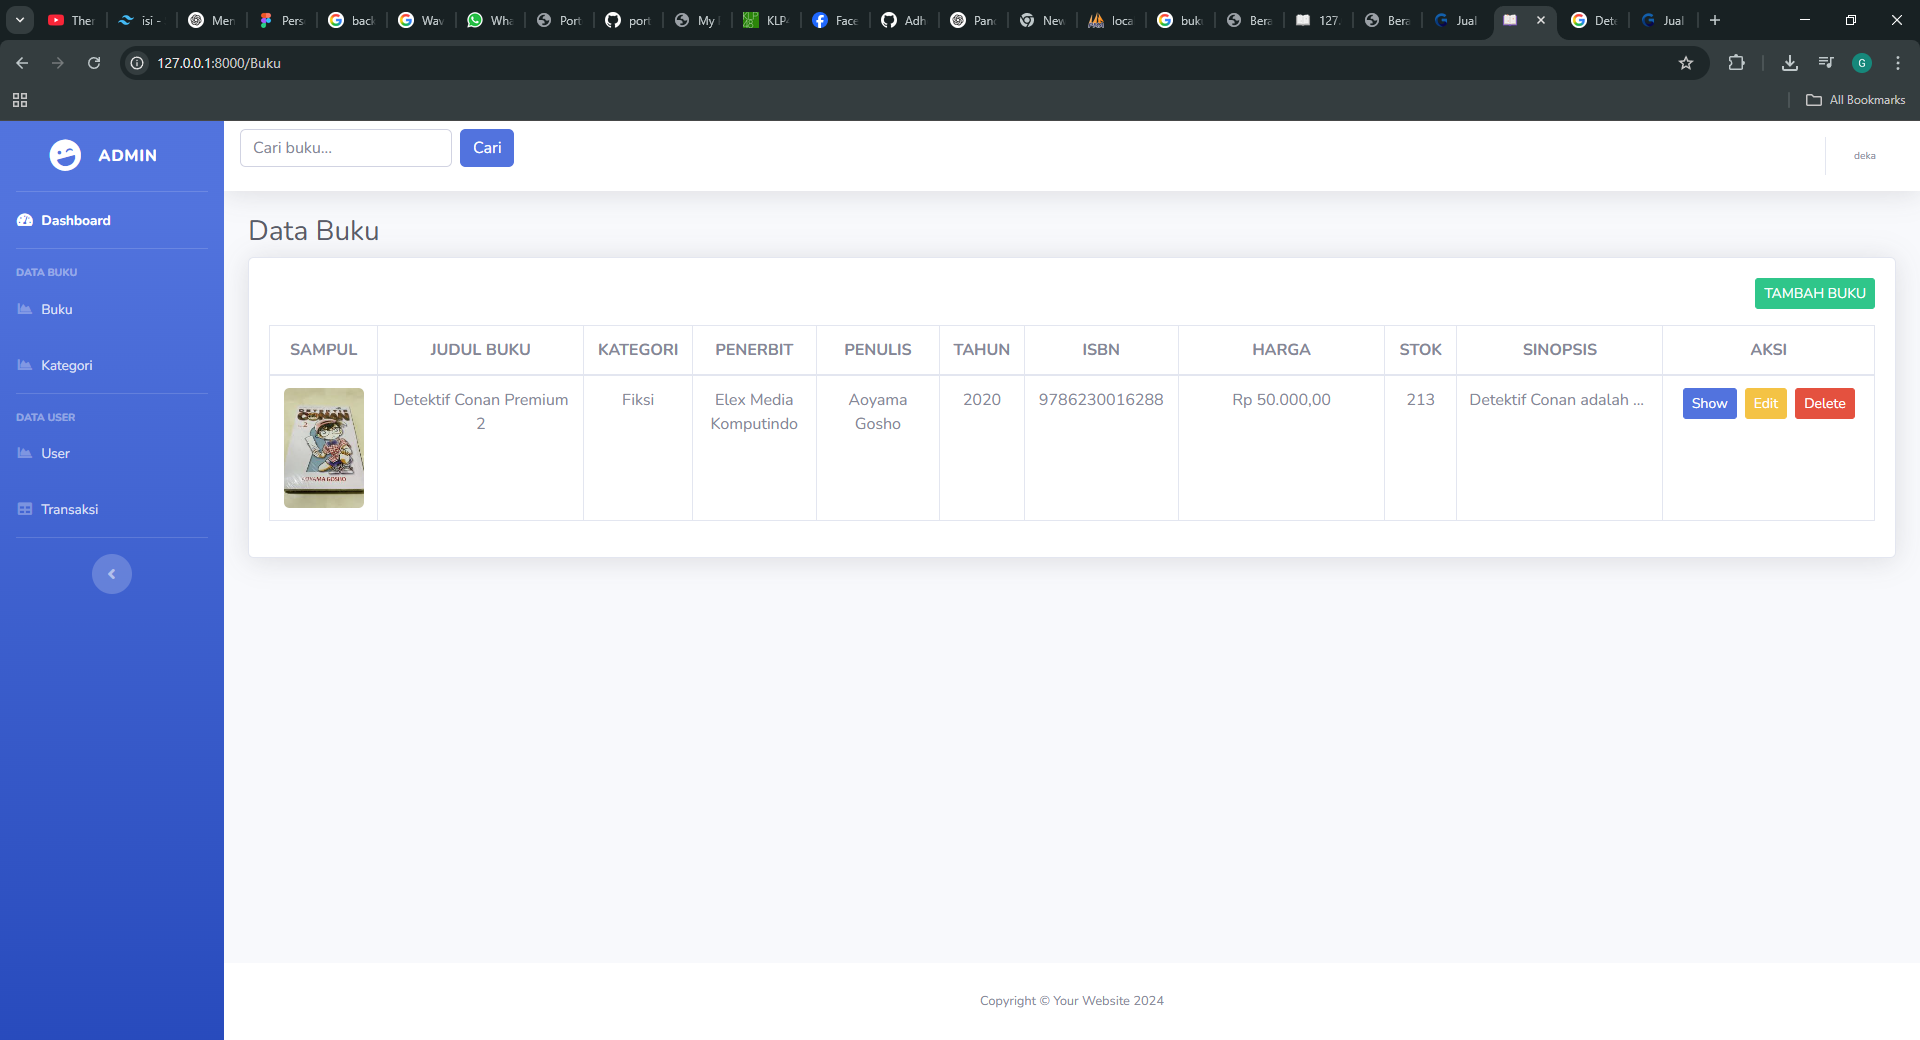 Ther
isi -
Men
Pers
back
Wav
Wha
Port
port
My
KLP
Face
Adh
Pan
New
loca
buk
Bera
127.
Bera
Jual
Det
Jual
127.0.0.1:8000/Buku
G
All Bookmarks
ADMIN
Cari buku...
Cari
deka
Dashboard
DATA BUKU
Buku
Kategori
DATA USER
User
Transaksi
Data Buku
TAMBAH BUKU
SAMPUL JUDUL BUKU KATEGORI PENERBIT PENULIS TAHUN ISBN HARGA STOK SINOPSIS AKSI
CONAN
2
AOYAMA GOSHO
Detektif Conan Premium
2
Fiksi
Elex Media
Komputindo
Aoyama
Gosho
2020
9786230016288
Rp 50.000,00
213
Detektif Conan adalah ...
Show Edit Delete
Copyright © Your Website 2024